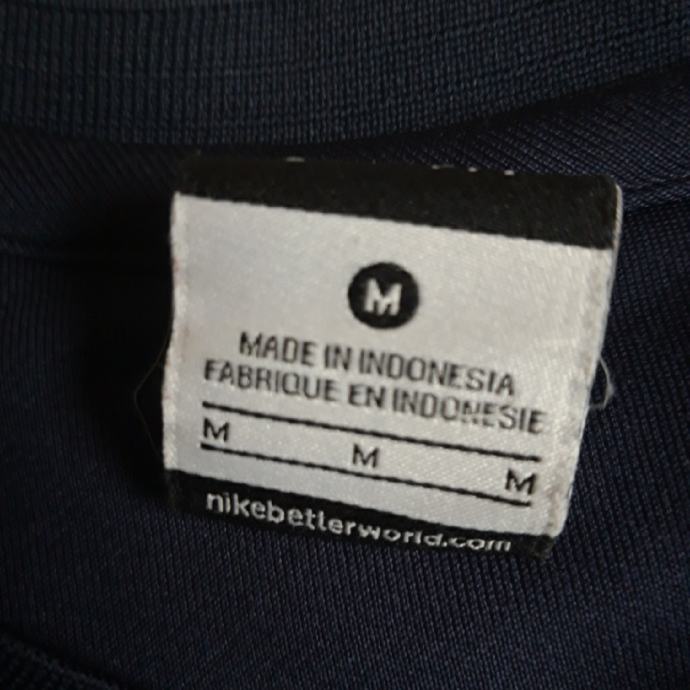 M
MADE IN INDONESIA
FABRIQUE EN INDONESIE
M M M
nikebetterworld.com